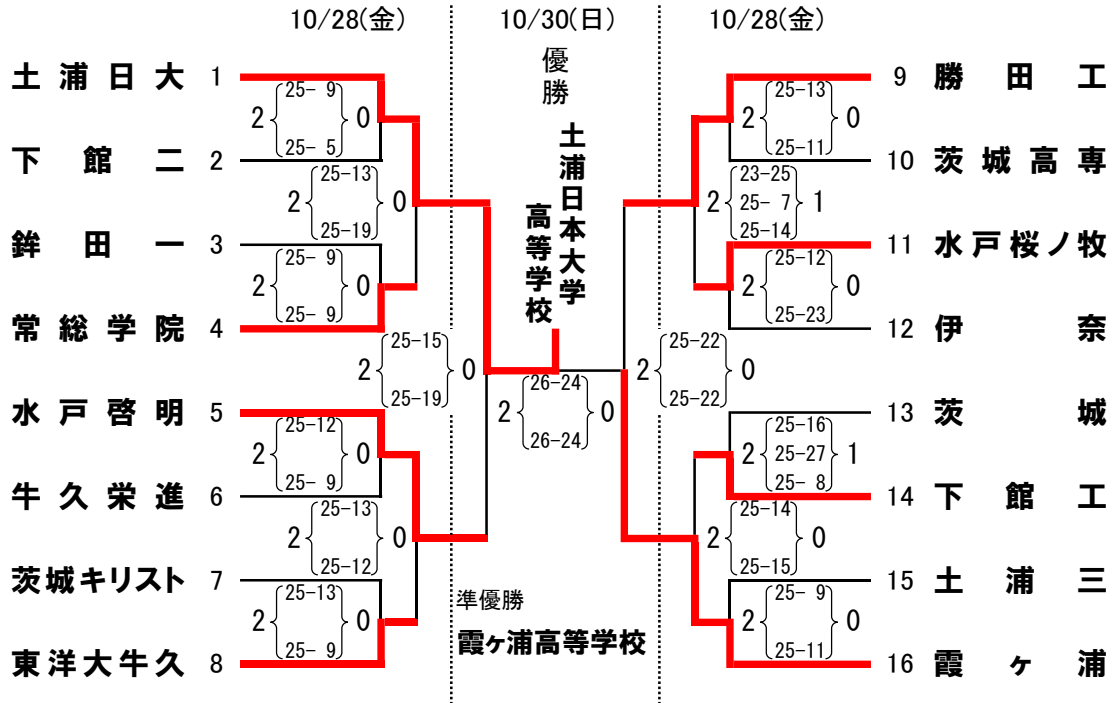 10/28(金)
10/30(日)
10/28(金)
優勝
土浦日本大学
高等学校
土浦日大 1
25- 9
2 0
25- 5
下館二 2
25-13
2 0
25-19
鉾田一 3
25- 9
2 0
25- 9
常総学院 4
25-15
2 0
25-19
水戸啓明 5
25-12
2 0
25- 9
牛久栄進 6
25-13
2 0
25-12
茨城キリスト 7
25-13
2 0
25- 9
東洋大牛久 8
26-24
2 0
26-24
準優勝
霞ヶ浦高等学校
9 勝田工
25-13
2 0
25-11
10 茨城高専
23-25
2 25- 7 1
25-14
11 水戸桜ノ牧
25-12
2 0
25-23
12 伊奈
25-22
2 0
25-22
13 茨城
25-16
2 25-27 1
25- 8
14 下館工
25-14
2 0
25-15
15 土浦三
25- 9
2 0
25-11
16 霞ヶ浦